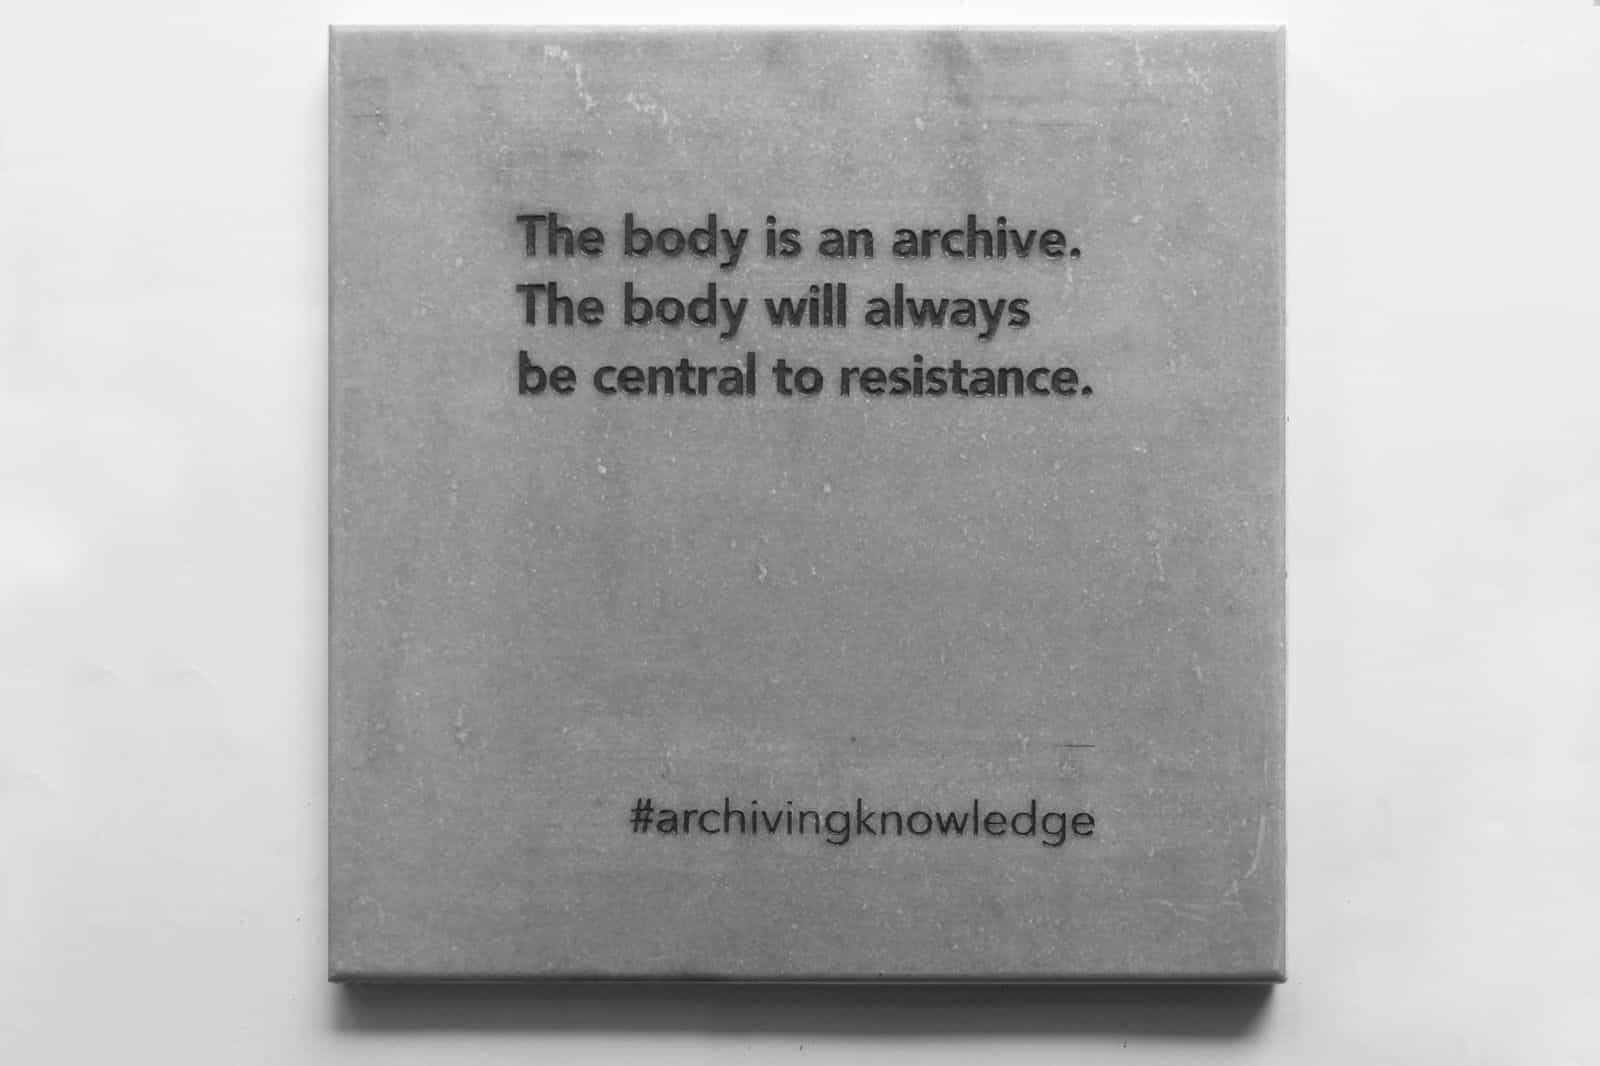 The body is an archive.
The body will always
be central to resistance.
#archivingknowledge